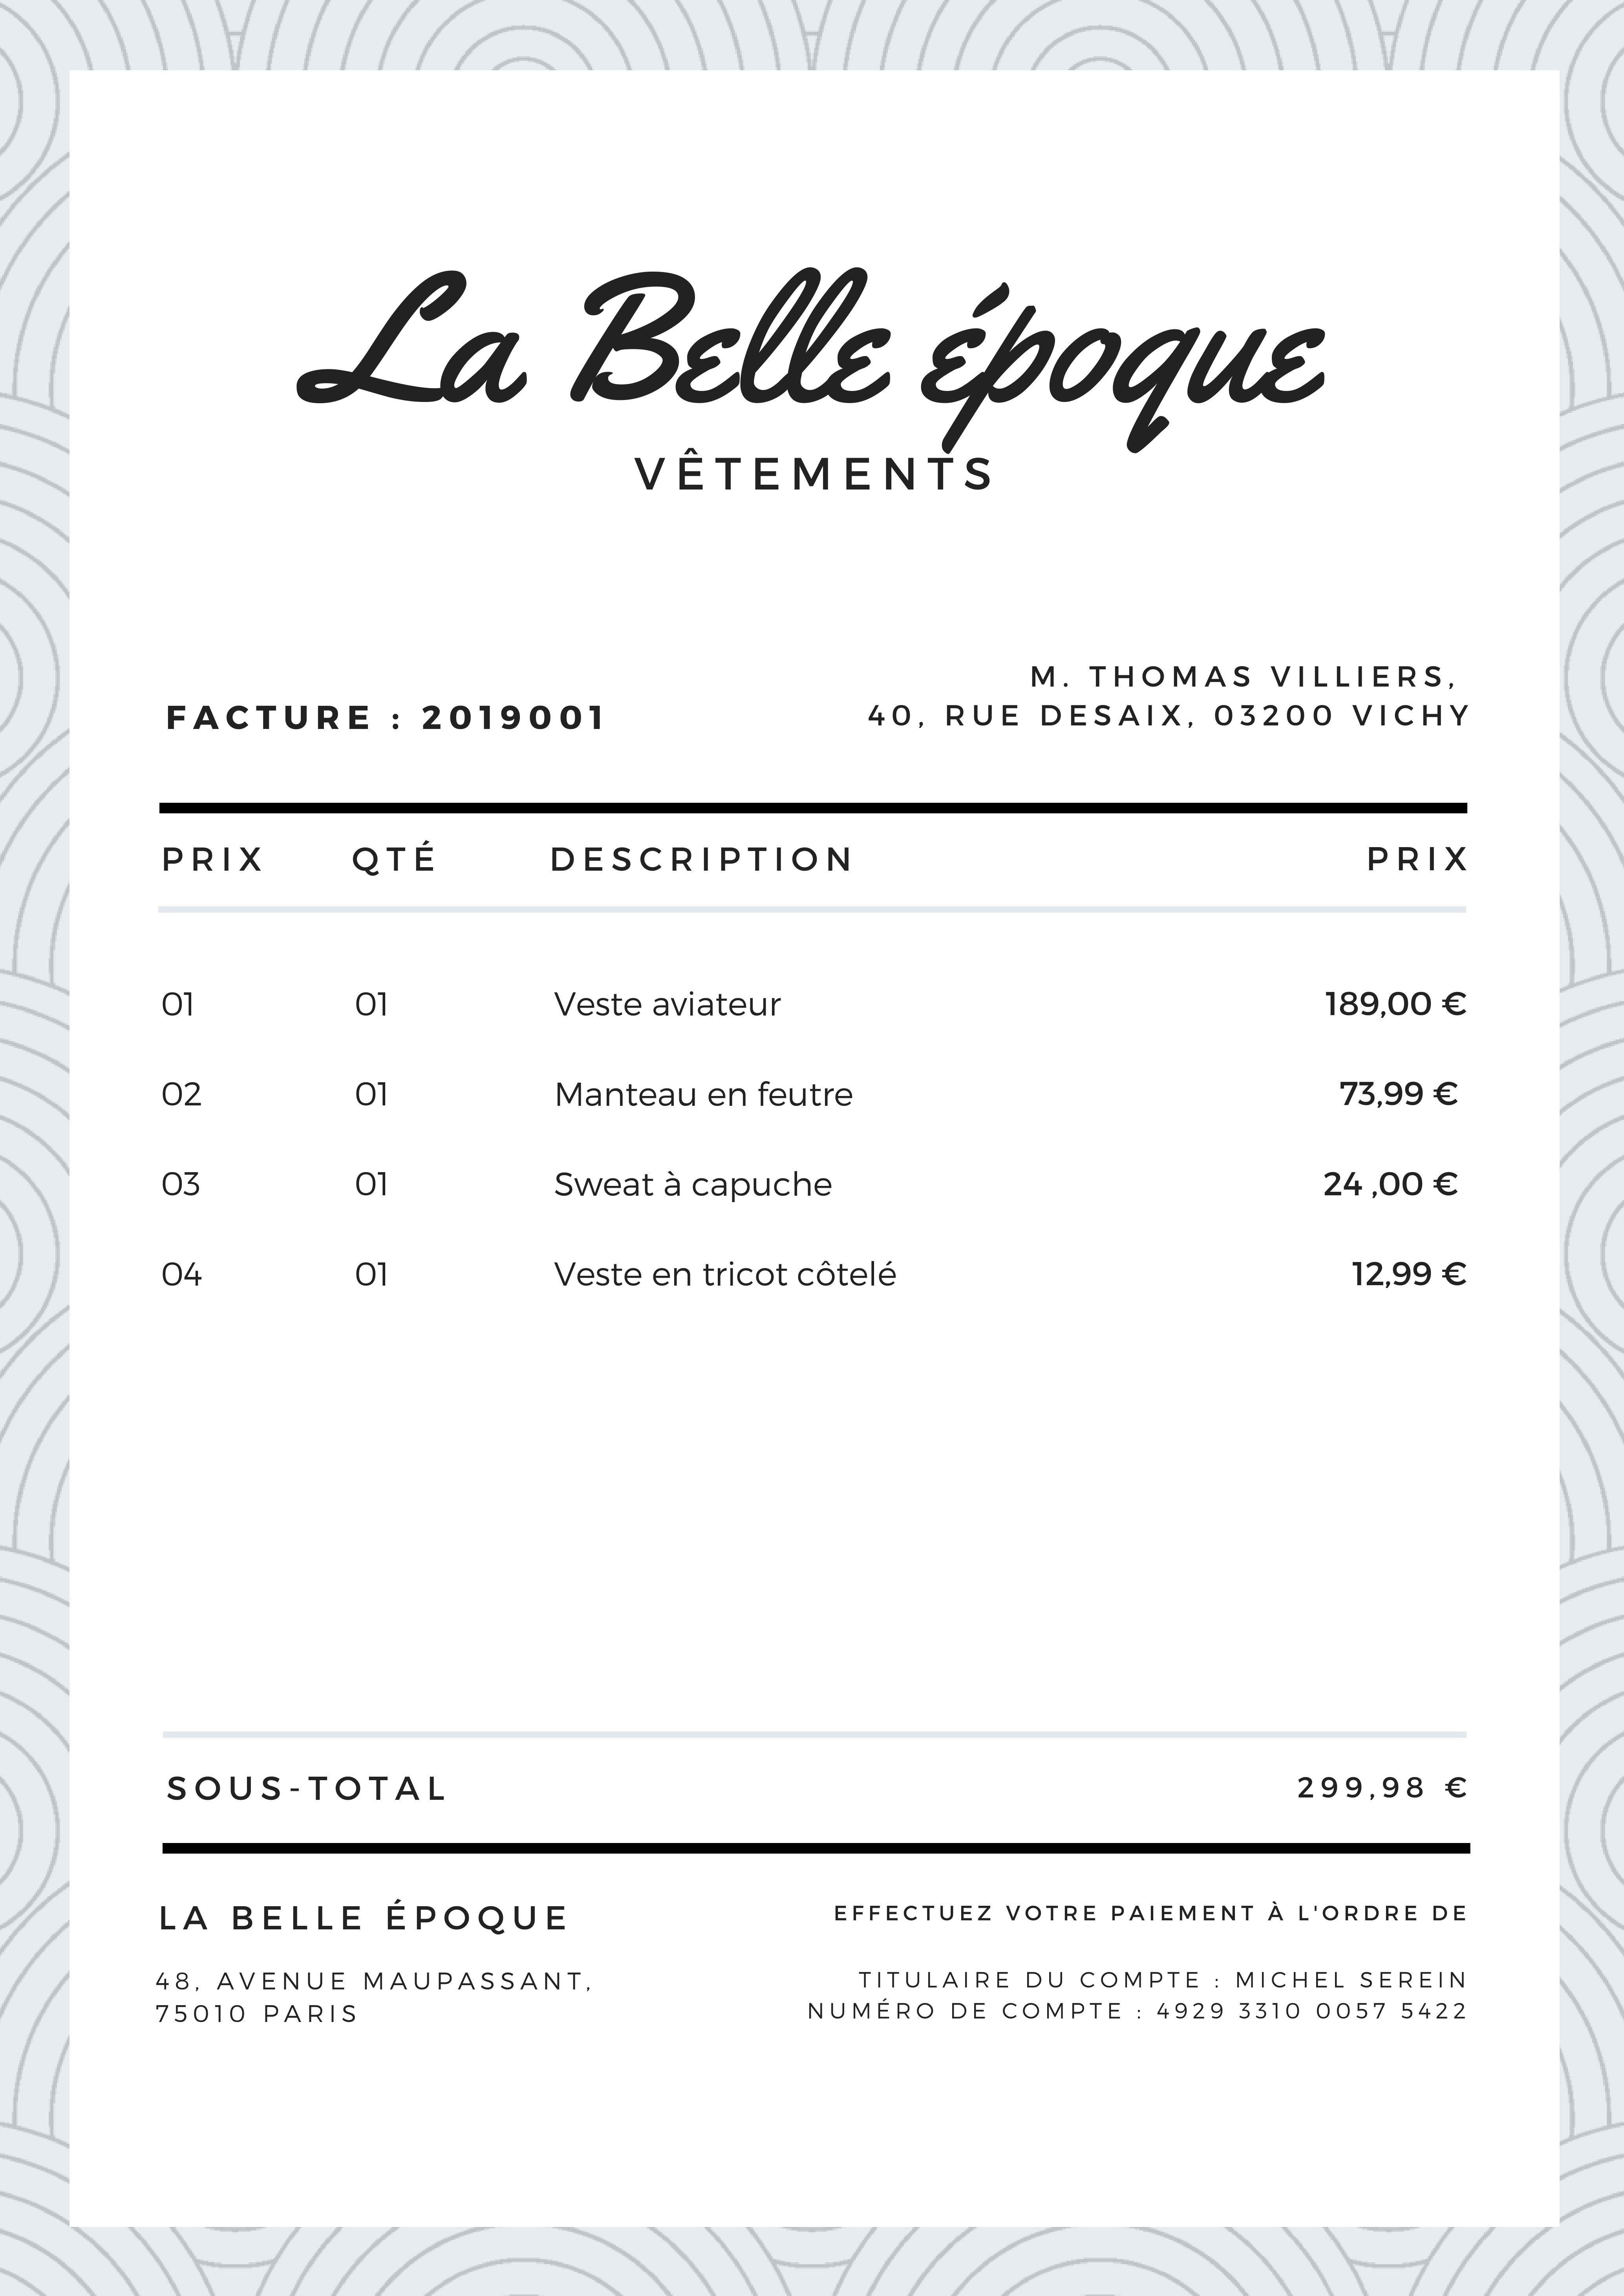 La Belle époque
VÊTEMENTS
M. THOMAS VILLIERS,
40, RUE DESAIX, 03200 VICHY
FACTURE : 2019001
PRIX QTÉ DESCRIPTION PRIX
01 01 Veste aviateur 189,00 €
02 01 Manteau en feutre 73,99 €
03 01 Sweat à capuche 24 ,00 €
04 01 Veste en tricot côtelé 12,99 €
SOUS-TOTAL 299,98 €
LA BELLE ÉPOQUE
48, AVENUE MAUPASSANT,
75010 PARIS
EFFECTUEZ VOTRE PAIEMENT À L'ORDRE DE
TITULAIRE DU COMPTE : MICHEL SEREIN
NUMÉRO DE COMPTE : 4929 3310 0057 5422